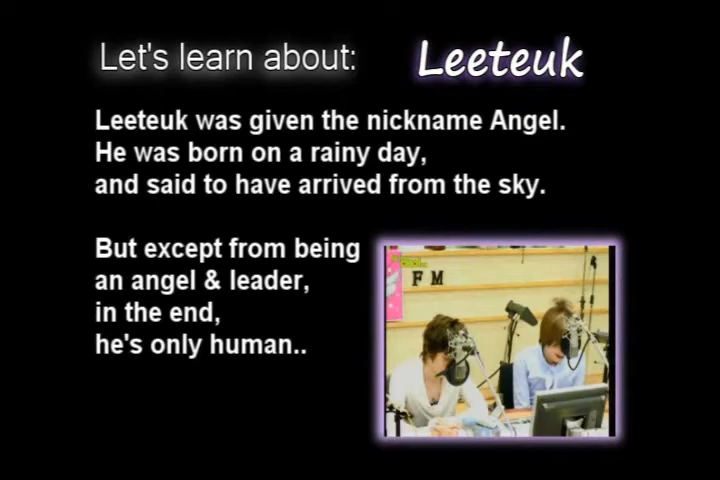 Let's learn about: Leeteuk
Leeteuk was given the nickname Angel.
He was born on a rainy day,
and said to have arrived from the sky.
But except from being
an angel & leader,
in the end,
he's only human..
F M